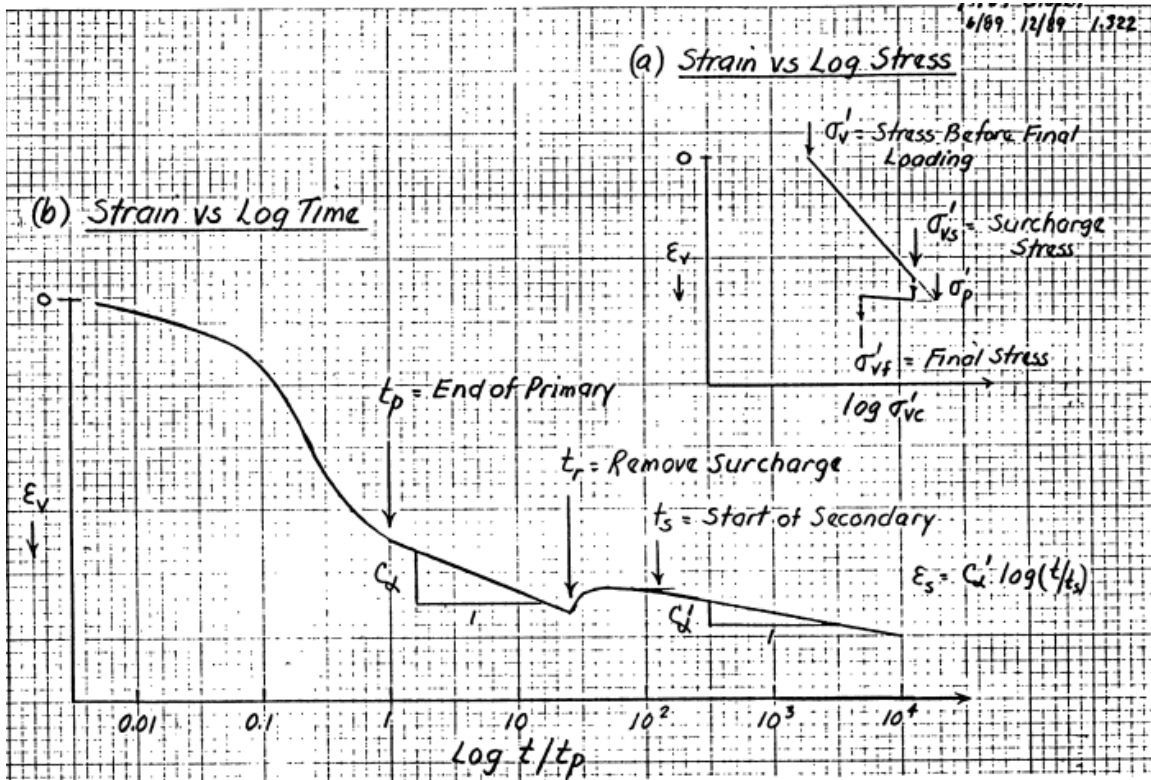 6/89 12/89 1.322
(a) Strain vs Log Stress
σ'v = Stress Before Final
Loading
O
σ'vs = Surcharge
Stress
εv
σ'p
σ'vf = Final Stress
log σ'vc
(b) Strain vs Log Time
O
tp = End of Primary
tr = Remove Surcharge
ts = Start of Secondary
εv
Cα
1
C'α
1
εs = C'α log(t/ts)
0.01 0.1 1 10 10² 10³ 10⁴
Log t/tp